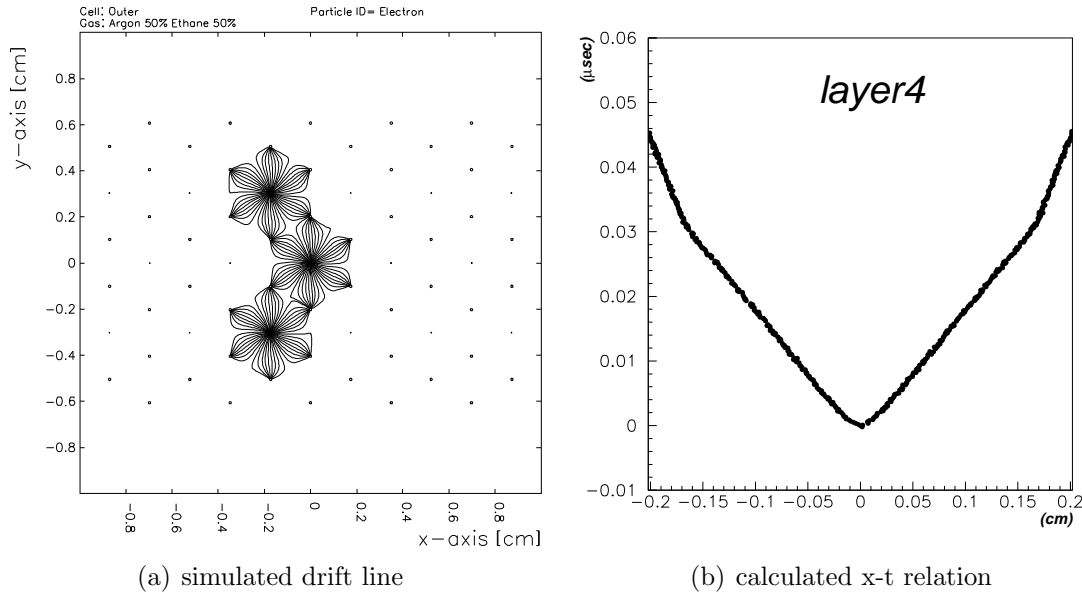 Cell: Outer Particle ID= Electron
Gas: Argon 50% Ethane 50%
y-axis [cm]
0.8
0.6
0.4
0.2
0
-0.2
-0.4
-0.6
-0.8
-0.8
-0.6
-0.4
-0.2
0
0.2
0.4
0.6
0.8
x-axis [cm]
(a) simulated drift line
(μsec)
layer4
0.06
0.05
0.04
0.03
0.02
0.01
0
-0.01
-0.2 -0.15 -0.1 -0.05 0 0.05 0.1 0.15 0.2
(cm)
(b) calculated x-t relation